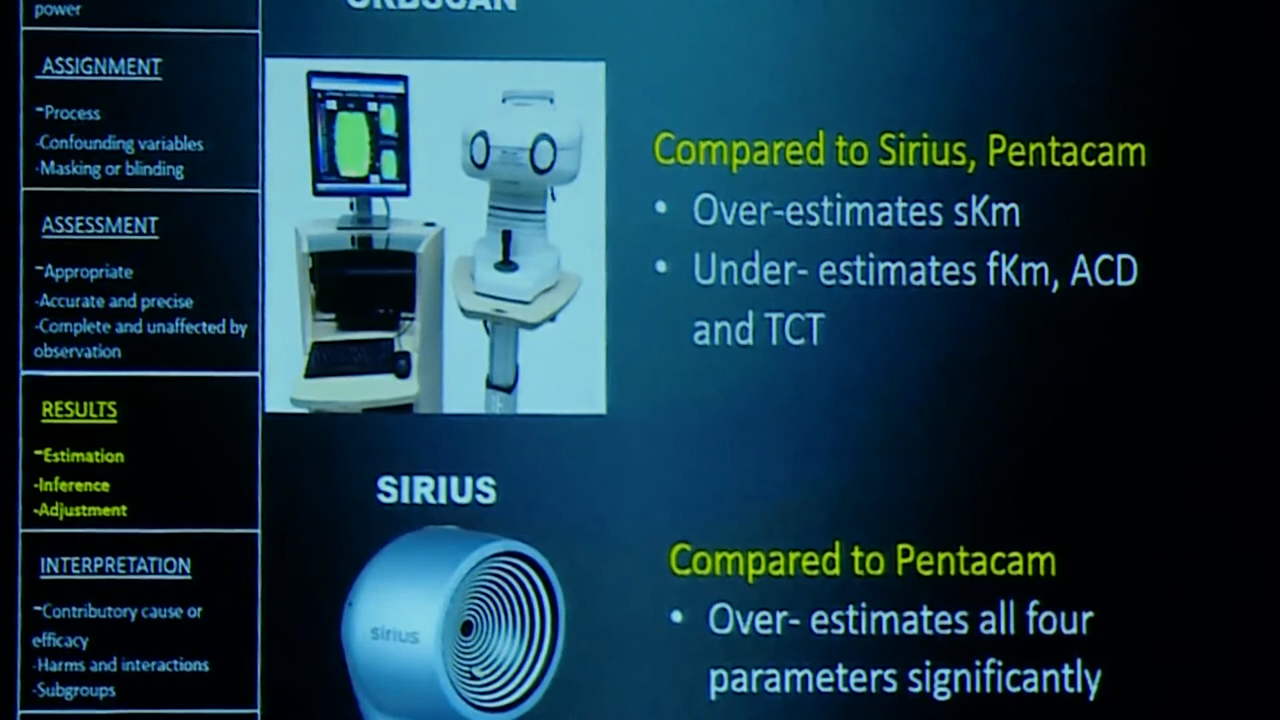 power
ASSIGNMENT
-Process
-Confounding variables
-Masking or blinding
ASSESSMENT
-Appropriate
-Accurate and precise
-Complete and unaffected by
observation
RESULTS
-Estimation
-Inference
-Adjustment
INTERPRETATION
-Contributory cause or
efficacy
-Harms and interactions
-Subgroups
ORBSCAN
Compared to Sirius, Pentacam
• Over-estimates sKm
• Under- estimates fKm, ACD
and TCT
SIRIUS
sirius
Compared to Pentacam
• Over- estimates all four
parameters significantly